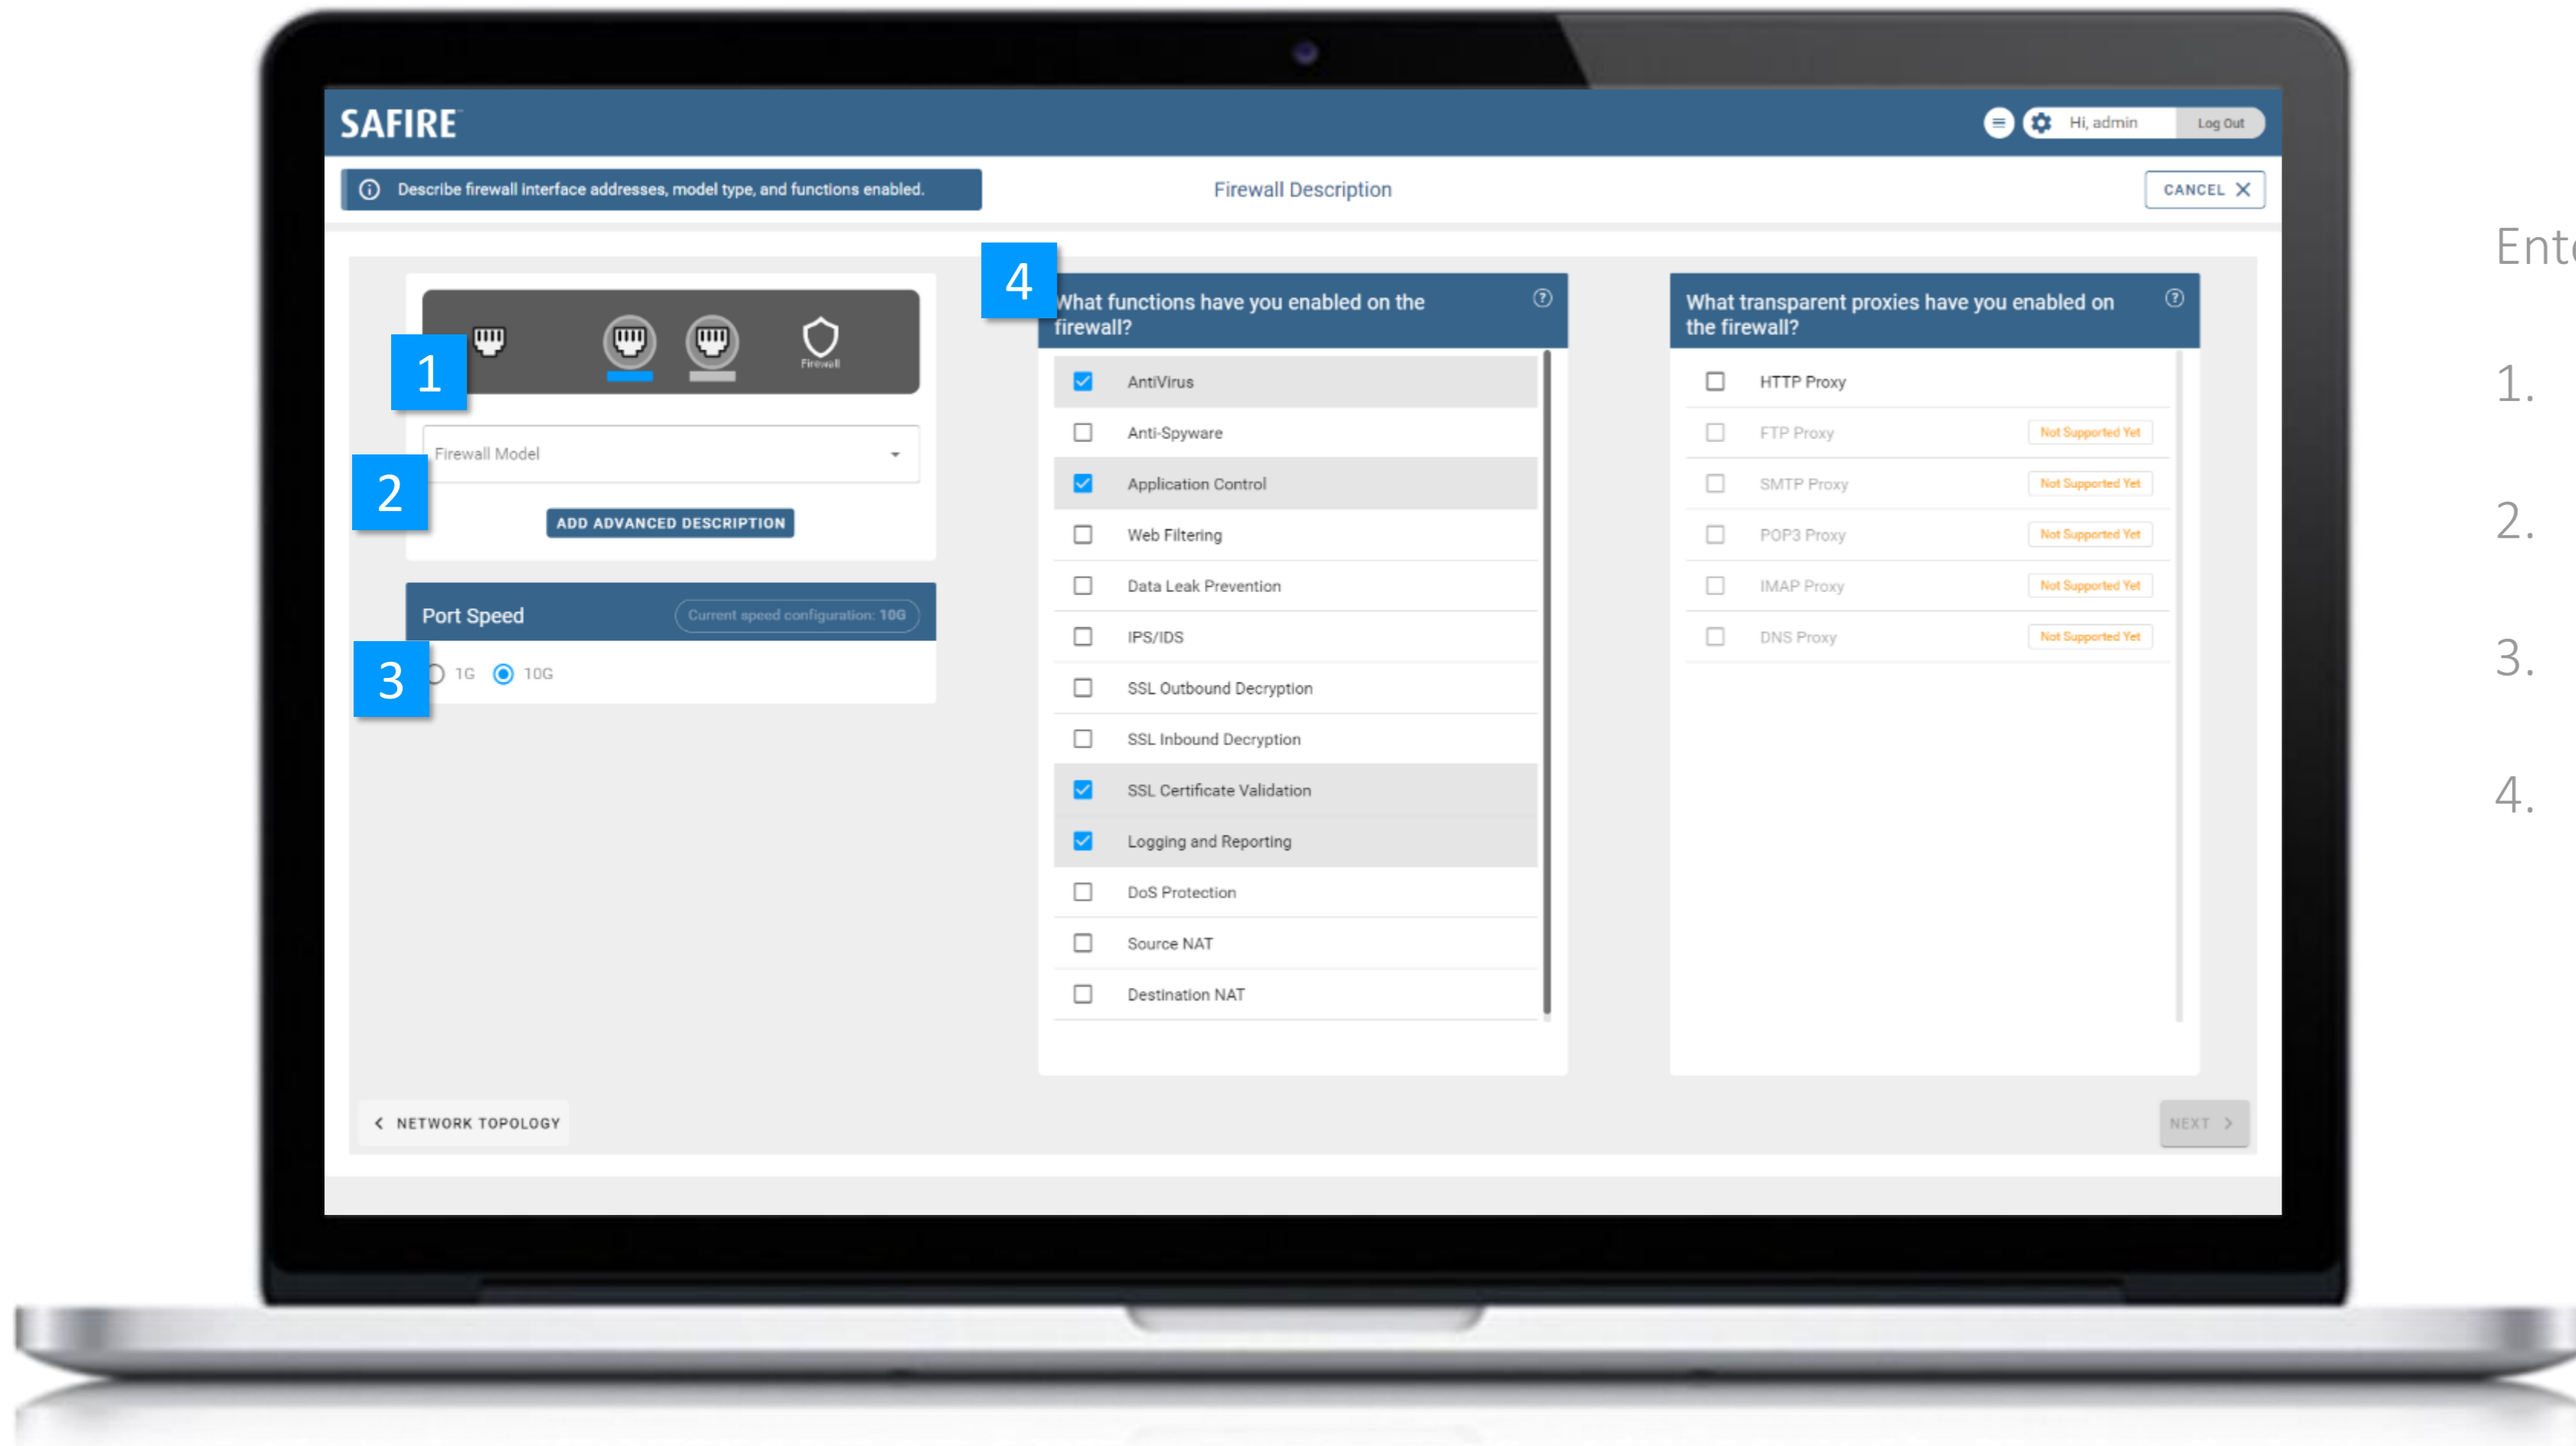 SAFIRE
Hi, admin
Log Out
Describe firewall interface addresses, model type, and functions enabled.
Firewall Description
CANCEL X
1
Firewall
2
Firewall Model
ADD ADVANCED DESCRIPTION
Port Speed
Current speed configuration: 10G
3
1G
10G
4
What functions have you enabled on the
firewall?
AntiVirus
Anti-Spyware
Application Control
Web Filtering
Data Leak Prevention
IPS/IDS
SSL Outbound Decryption
SSL Inbound Decryption
SSL Certificate Validation
Logging and Reporting
DoS Protection
Source NAT
Destination NAT
What transparent proxies have you enabled on
the firewall?
HTTP Proxy
FTP Proxy Not Supported Yet
SMTP Proxy Not Supported Yet
POP3 Proxy Not Supported Yet
IMAP Proxy Not Supported Yet
DNS Proxy Not Supported Yet
< NETWORK TOPOLOGY
NEXT >
1.
2.
3.
4.